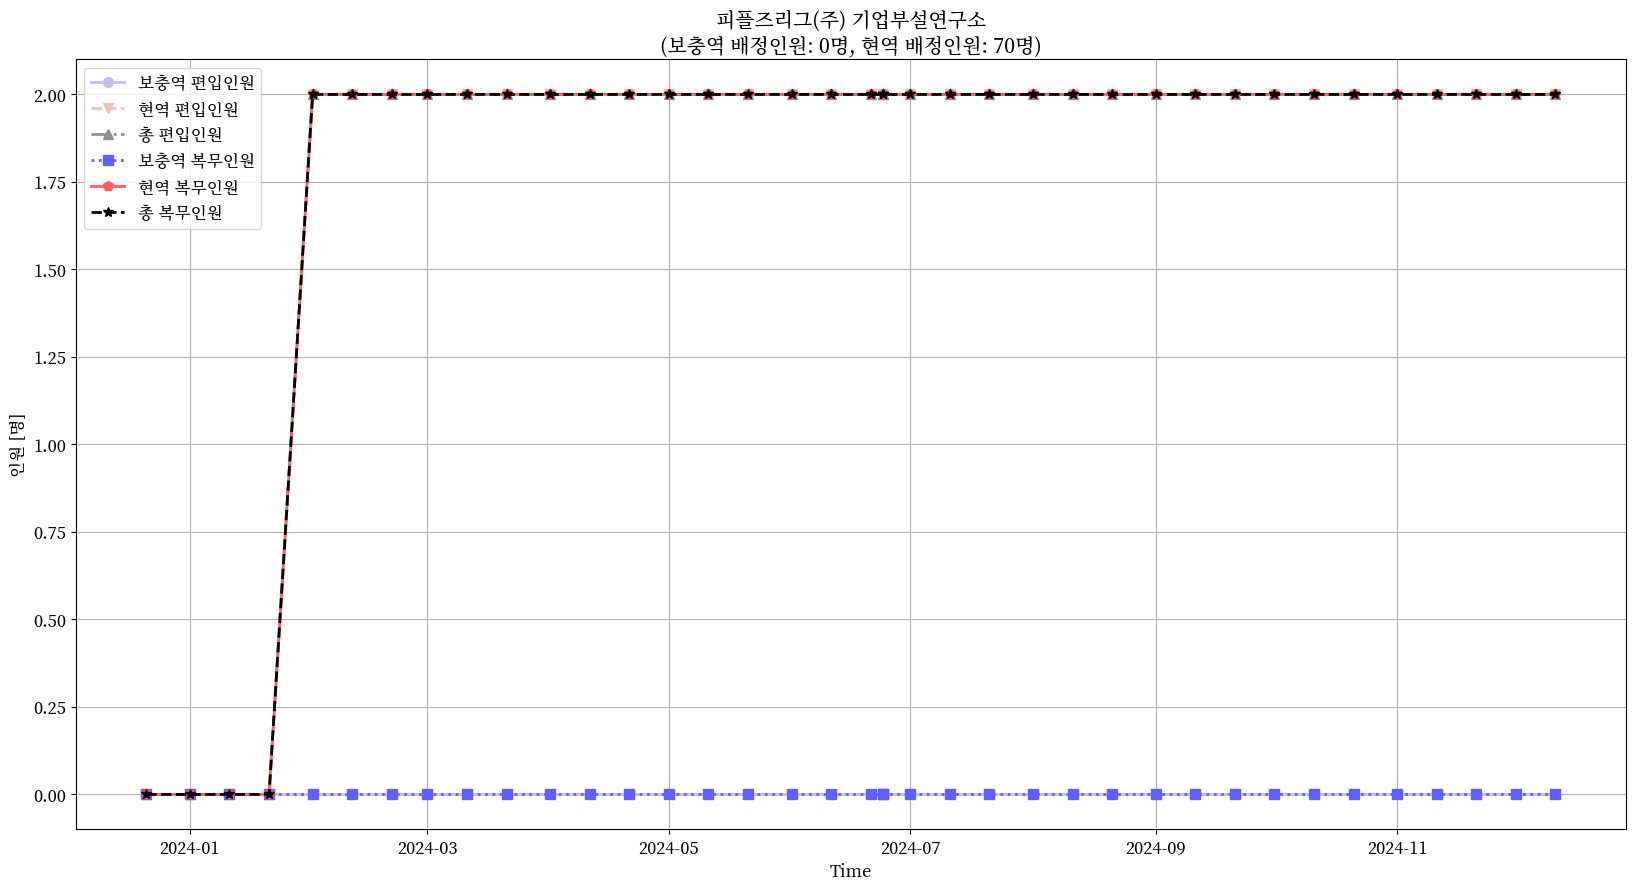 피플즈리그(주) 기업부설연구소
(보충역 배정인원: 0명, 현역 배정인원: 70명)
보충역 편입인원
현역 편입인원
총 편입인원
보충역 복무인원
현역 복무인원
총 복무인원
2.00
1.75
1.50
1.25
1.00
0.75
0.50
0.25
0.00
인원 [명]
2024-01
2024-03
2024-05
2024-07
2024-09
2024-11
Time